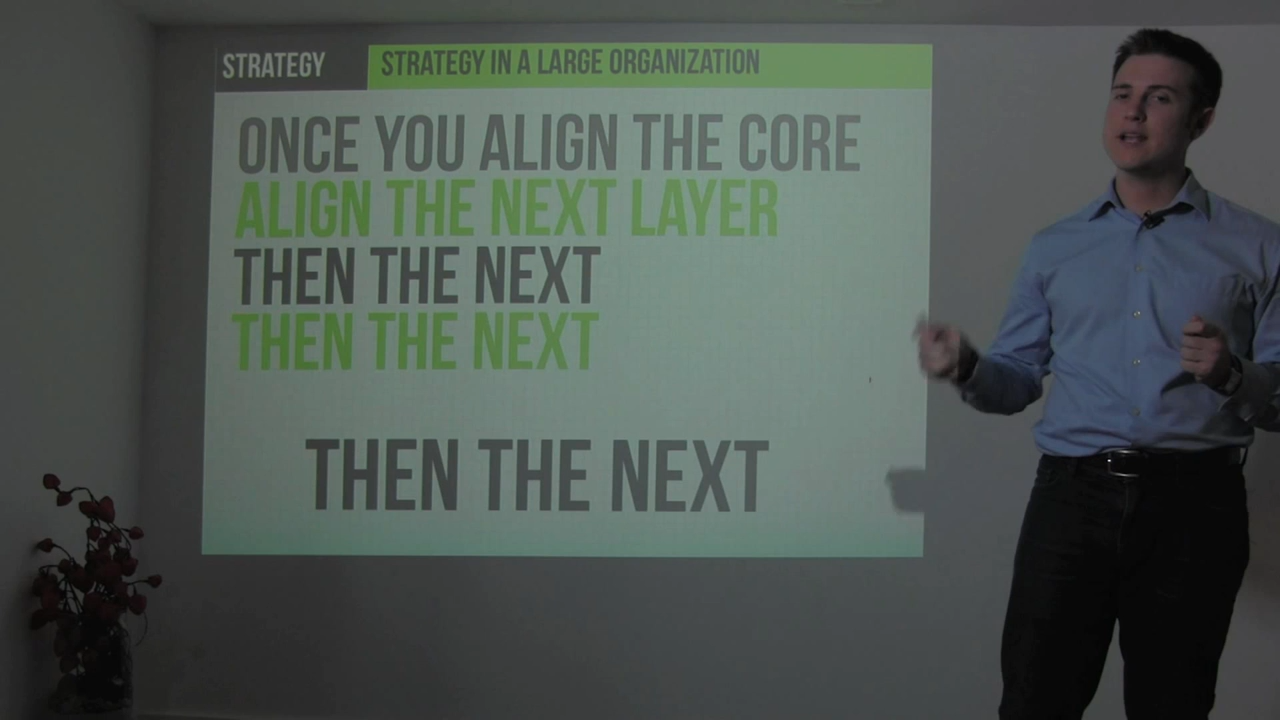 STRATEGY
STRATEGY IN A LARGE ORGANIZATION
ONCE YOU ALIGN THE CORE
ALIGN THE NEXT LAYER
THEN THE NEXT
THEN THE NEXT
THEN THE NEXT